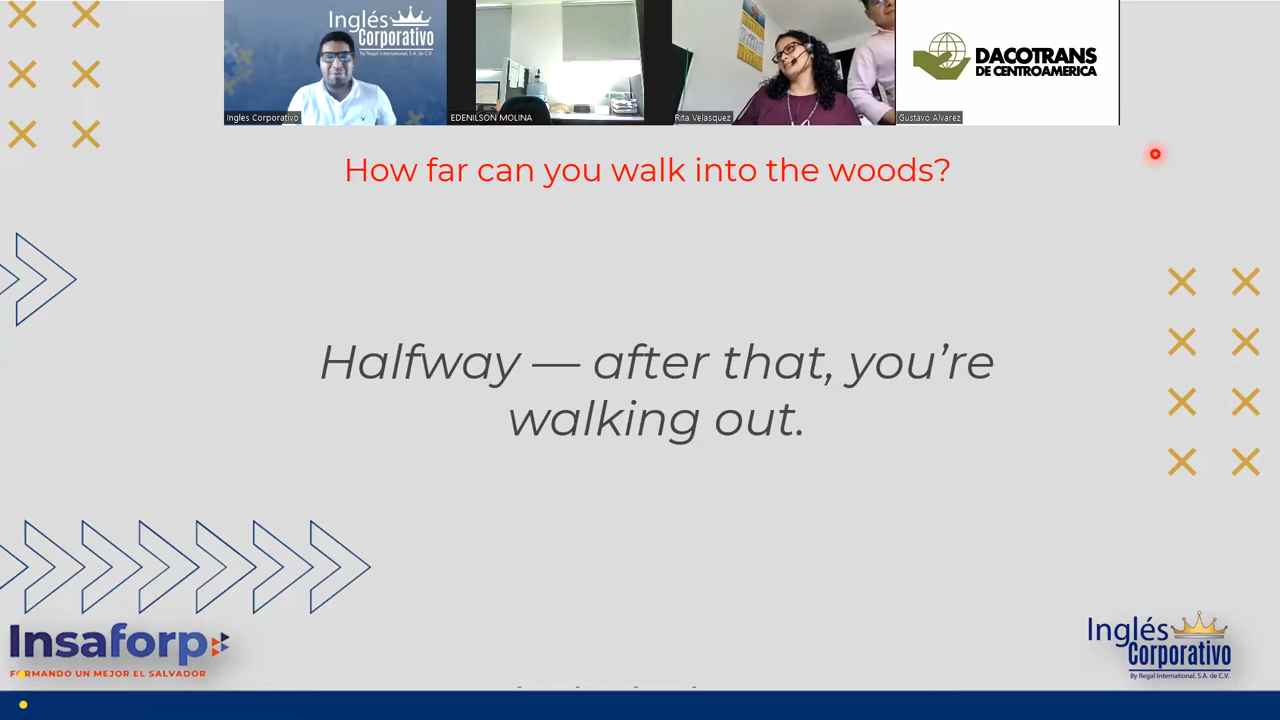 Inglés
Corporativo
By Regal International, S.A. de C.V.
Ingles Corporativo
EDENILSON MOLINA
Rita Velasquez
DACOTRANS
DE CENTROAMERICA
Gustavo Alvarez
How far can you walk into the woods?
Halfway — after that, you’re
walking out.
Insaforp
FORMANDO UN MEJOR EL SALVADOR
Inglés
Corporativo
By Regal International, S.A. de C.V.